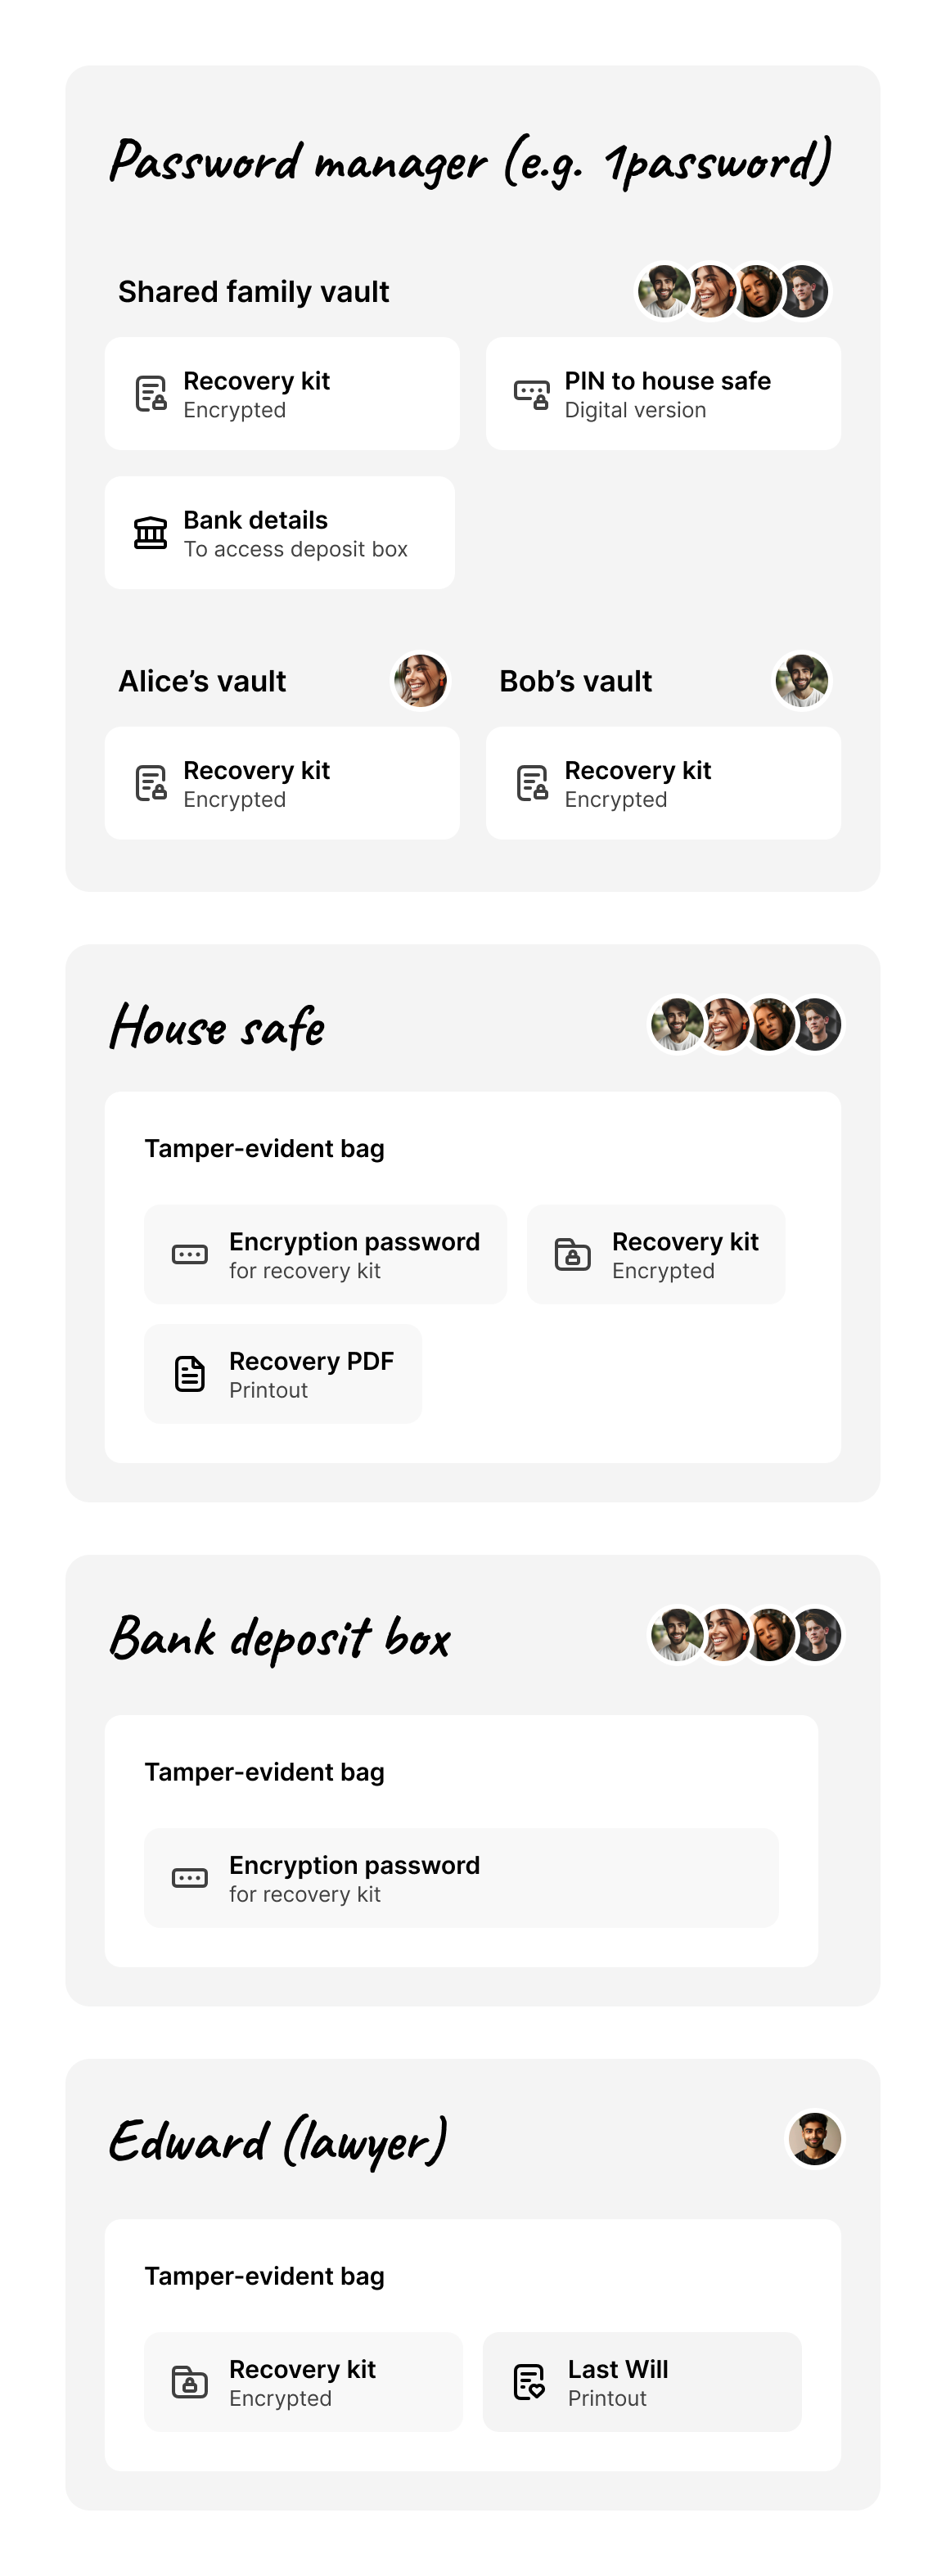 Password manager (e.g. 1password)
Shared family vault
Recovery kit
Encrypted
PIN to house safe
Digital version
Bank details
To access deposit box
Alice’s vault
Recovery kit
Encrypted
Bob’s vault
Recovery kit
Encrypted
House safe
Tamper-evident bag
Encryption password
for recovery kit
Recovery kit
Encrypted
Recovery PDF
Printout
Bank deposit box
Tamper-evident bag
Encryption password
for recovery kit
Edward (lawyer)
Tamper-evident bag
Recovery kit
Encrypted
Last Will
Printout